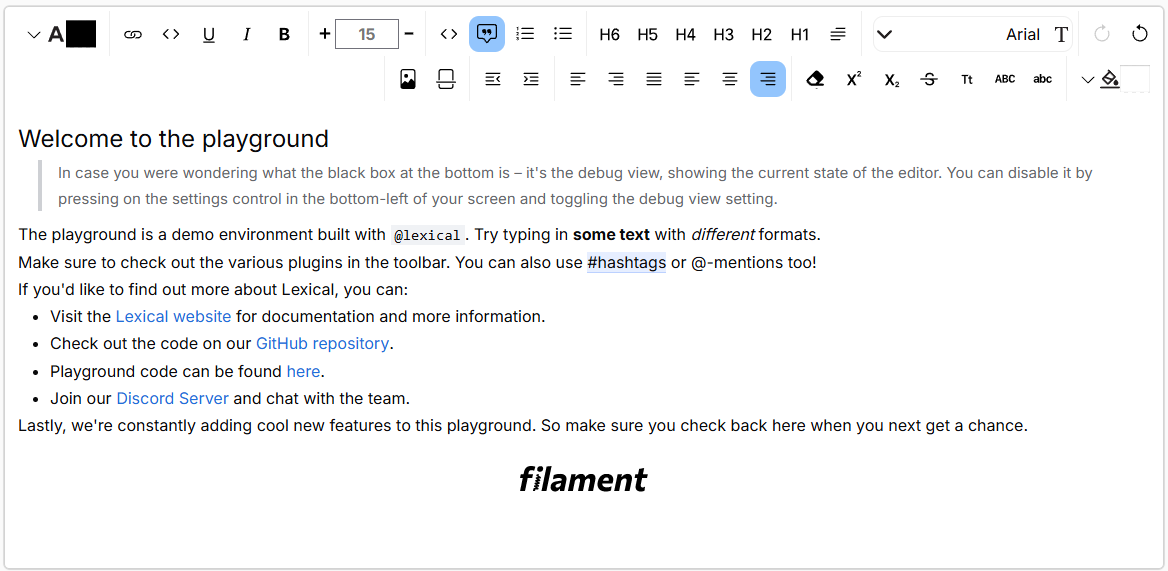 A + 15 - H6 H5 H4 H3 H2 H1 Arial T
X² X₂ S Tt ABC abc
Welcome to the playground
In case you were wondering what the black box at the bottom is – it's the debug view, showing the current state of the editor. You can disable it by
pressing on the settings control in the bottom-left of your screen and toggling the debug view setting.
The playground is a demo environment built with @lexical. Try typing in some text with different formats.
Make sure to check out the various plugins in the toolbar. You can also use #hashtags or @-mentions too!
If you'd like to find out more about Lexical, you can:
• Visit the Lexical website for documentation and more information.
• Check out the code on our GitHub repository.
• Playground code can be found here.
• Join our Discord Server and chat with the team.
Lastly, we're constantly adding cool new features to this playground. So make sure you check back here when you next get a chance.
filament